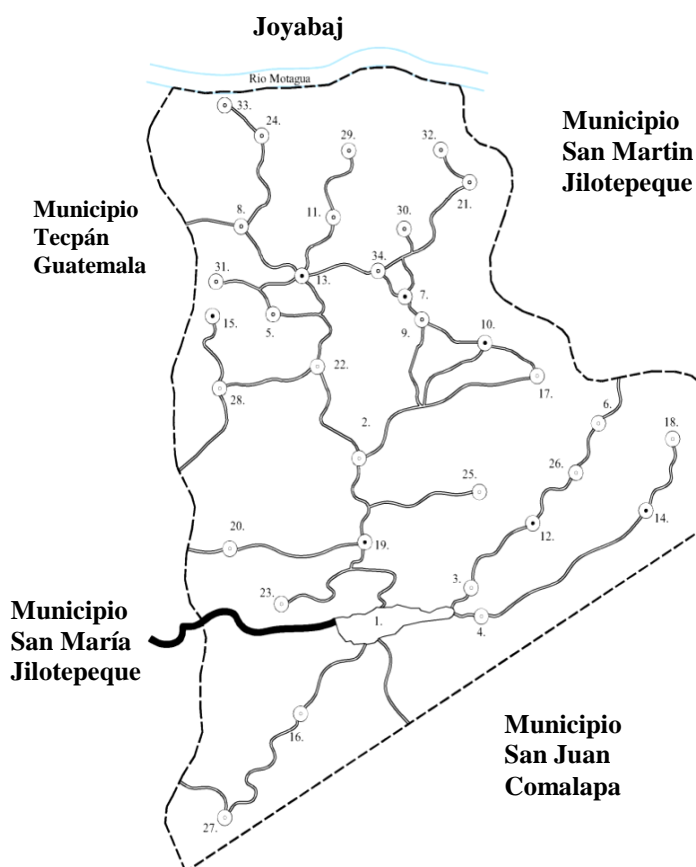 Joyabaj
Río Motagua
33.
24.
29.
32.
Municipio
San Martin
Jilotepeque
21.
Municipio
Tecpán
Guatemala
8.
11.
30.
34.
31.
13.
7.
15.
5.
9.
10.
22.
17.
28.
6.
2.
18.
26.
25.
14.
20.
19.
12.
3.
23.
Municipio
San María
Jilotepeque
1.
4.
16.
Municipio
San Juan
Comalapa
27.